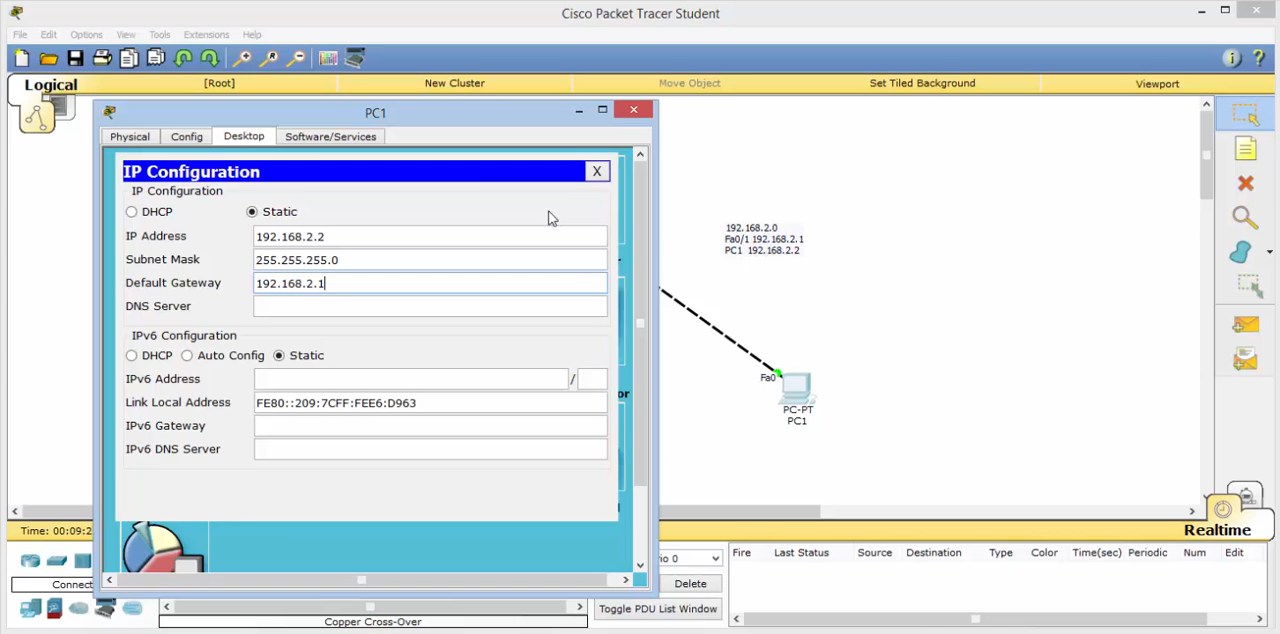 Cisco Packet Tracer Student
File Edit Options View Tools Extensions Help
Logical [Root] New Cluster Move Object Set Tiled Background Viewport
PC1
Physical Config Desktop Software/Services
IP Configuration X
IP Configuration
DHCP Static
IP Address 192.168.2.2
Subnet Mask 255.255.255.0
Default Gateway 192.168.2.1
DNS Server
IPv6 Configuration
DHCP Auto Config Static
IPv6 Address /
Link Local Address FE80::209:7CFF:FEE6:D963
IPv6 Gateway
IPv6 DNS Server
or
192.168.2.0
Fa0/1 192.168.2.1
PC1 192.168.2.2
Fa0
PC-PT
PC1
Time: 00:09:2
Realtime
Connect
Copper Cross-Over
io 0
Delete
Toggle PDU List Window
Fire Last Status Source Destination Type Color Time(sec) Periodic Num Edit